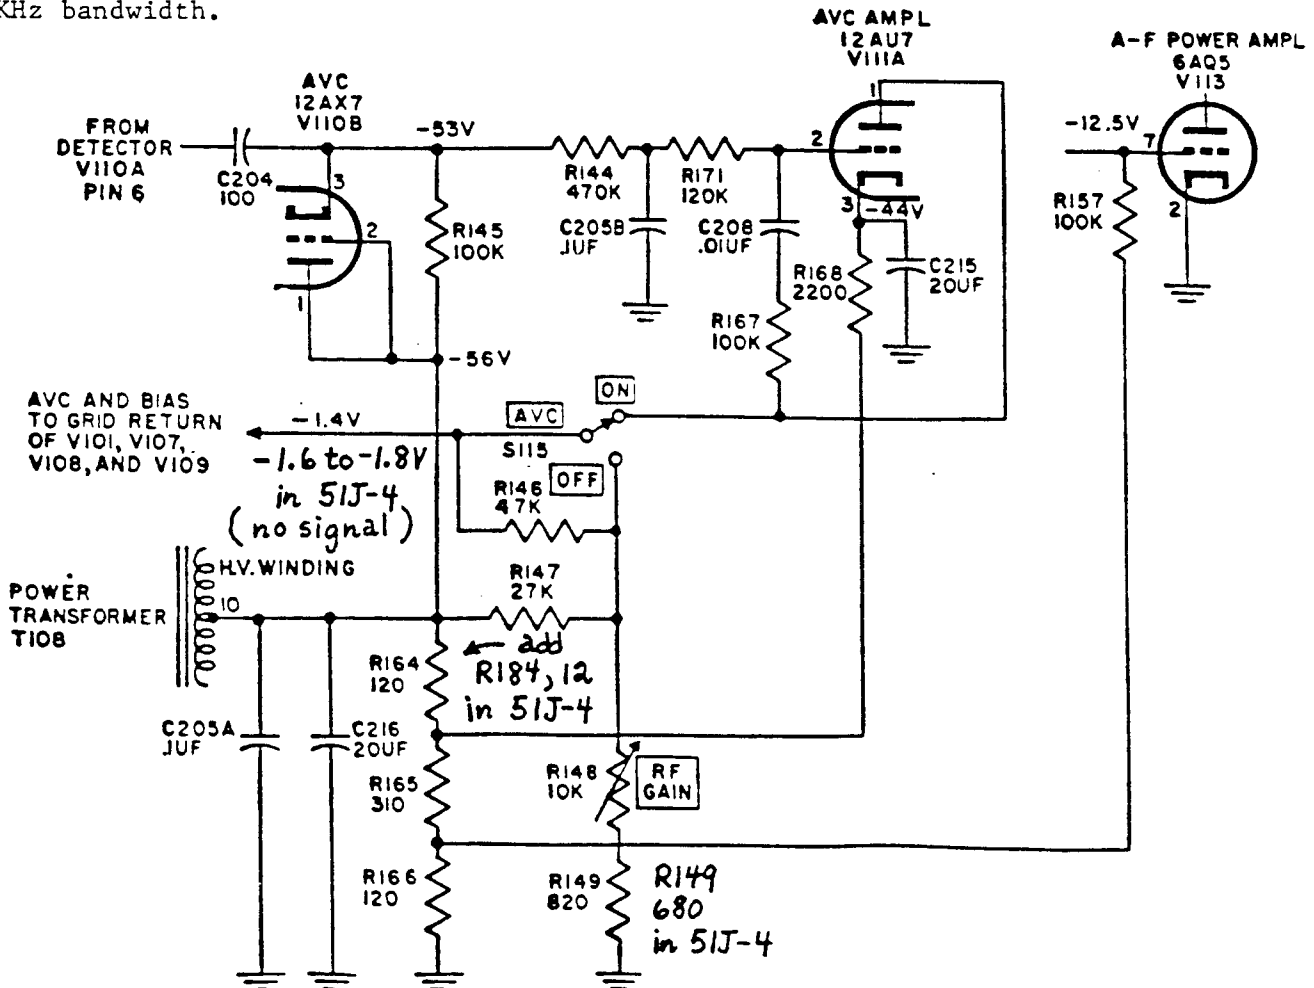 KHz bandwidth.
AVC AMPL
12AU7
V111A
A-F POWER AMPL
6AQ5
V113
AVC
12AX7
V110B
FROM
DETECTOR
V110A
PIN 6
C204
100
3
2
1
-53V
R145
100K
-56V
R144
470K
R171
120K
C205B
.1UF
C208
.01UF
R167
100K
1
2
3
-44V
R168
2200
C215
20UF
-12.5V
7
2
R157
100K
AVC AND BIAS
TO GRID RETURN
OF V101, V107,
V108, AND V109
-1.4V
-1.6 to -1.8V
in 51J-4
(no signal)
AVC
ON
S115
OFF
R146
47K
R147
27K
POWER
TRANSFORMER
T108
H.V. WINDING
10
R164
120
add
R184, 12
in 51J-4
C205A
.1UF
C216
20UF
R165
310
R148
10K
RF
GAIN
R166
120
R149
820
R149
680
in 51J-4